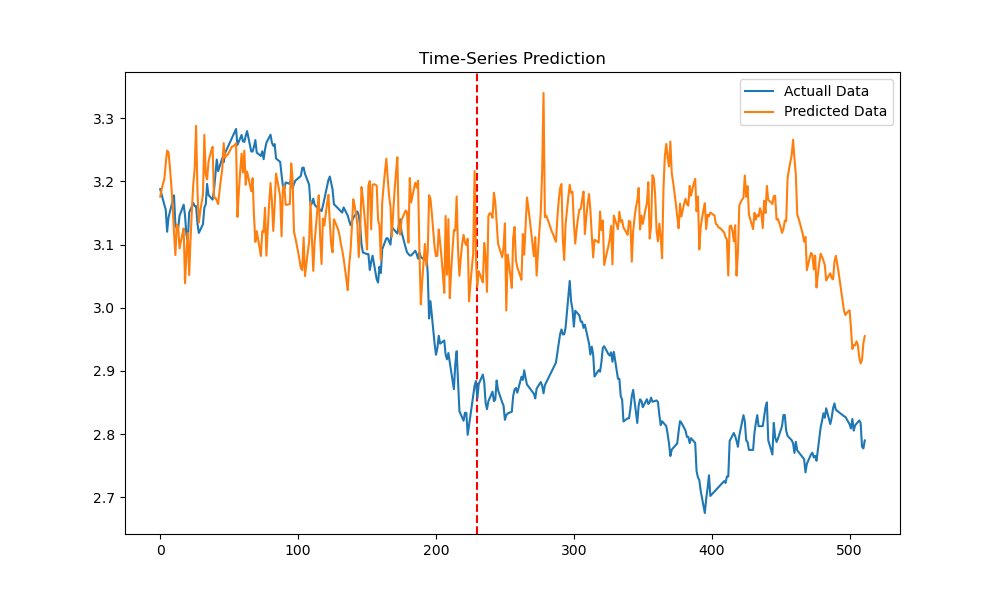 Time-Series Prediction
Actuall Data
Predicted Data
3.3
3.2
3.1
3.0
2.9
2.8
2.7
0 100 200 300 400 500